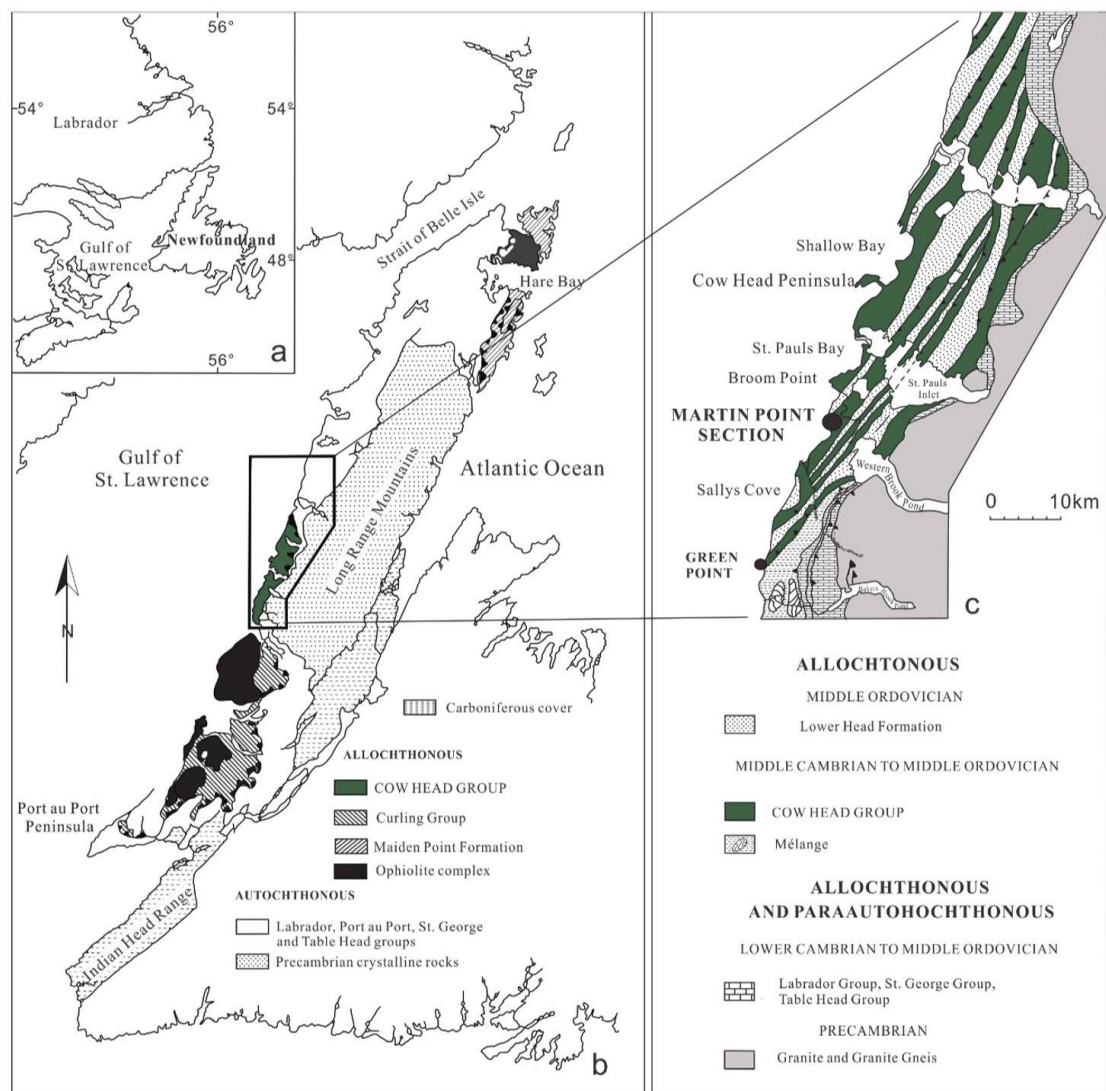 56°
54°
54°
Labrador
Gulf of
St. Lawrence
Newfoundland
48°
56°
a
Strait of Belle Isle
Hare Bay
Gulf of
St. Lawrence
Atlantic Ocean
Long Range Mountains
N
Port au Port
Peninsula
Indian Head Range
Carboniferous cover
ALLOCHTHONOUS
COW HEAD GROUP
Curling Group
Maiden Point Formation
Ophiolite complex
AUTOCHTHONOUS
Labrador, Port au Port, St. George
and Table Head groups
Precambrian crystalline rocks
b
Shallow Bay
Cow Head Peninsula
St. Pauls Bay
Broom Point
St. Pauls
Inlet
MARTIN POINT
SECTION
Western
Brook Pond
Sallys Cove
0 10km
GREEN
POINT
Bakers
Pond
c
ALLOCHTONOUS
MIDDLE ORDOVICIAN
Lower Head Formation
MIDDLE CAMBRIAN TO MIDDLE ORDOVICIAN
COW HEAD GROUP
Mélange
ALLOCHTHONOUS
AND PARAAUTOHOCHTHONOUS
LOWER CAMBRIAN TO MIDDLE ORDOVICIAN
Labrador Group, St. George Group,
Table Head Group
PRECAMBRIAN
Granite and Granite Gneis